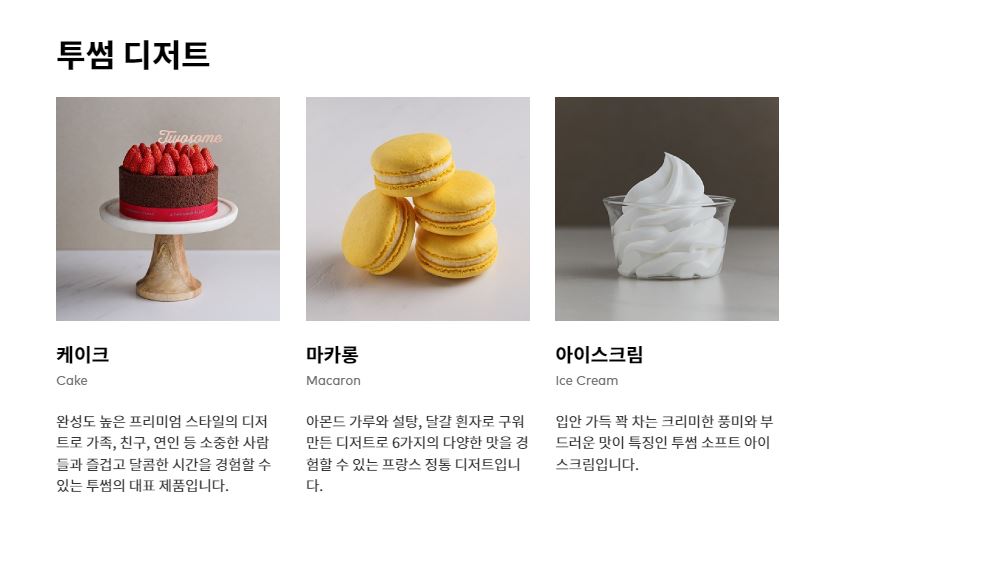 투썸 디저트
Twosome
케이크
Cake
완성도 높은 프리미엄 스타일의 디저
트로 가족, 친구, 연인 등 소중한 사람
들과 즐겁고 달콤한 시간을 경험할 수
있는 투썸의 대표 제품입니다.
마카롱
Macaron
아몬드 가루와 설탕, 달걀 흰자로 구워
만든 디저트로 6가지의 다양한 맛을 경
험할 수 있는 프랑스 정통 디저트입니
다.
아이스크림
Ice Cream
입안 가득 꽉 차는 크리미한 풍미와 부
드러운 맛이 특징인 투썸 소프트 아이
스크림입니다.